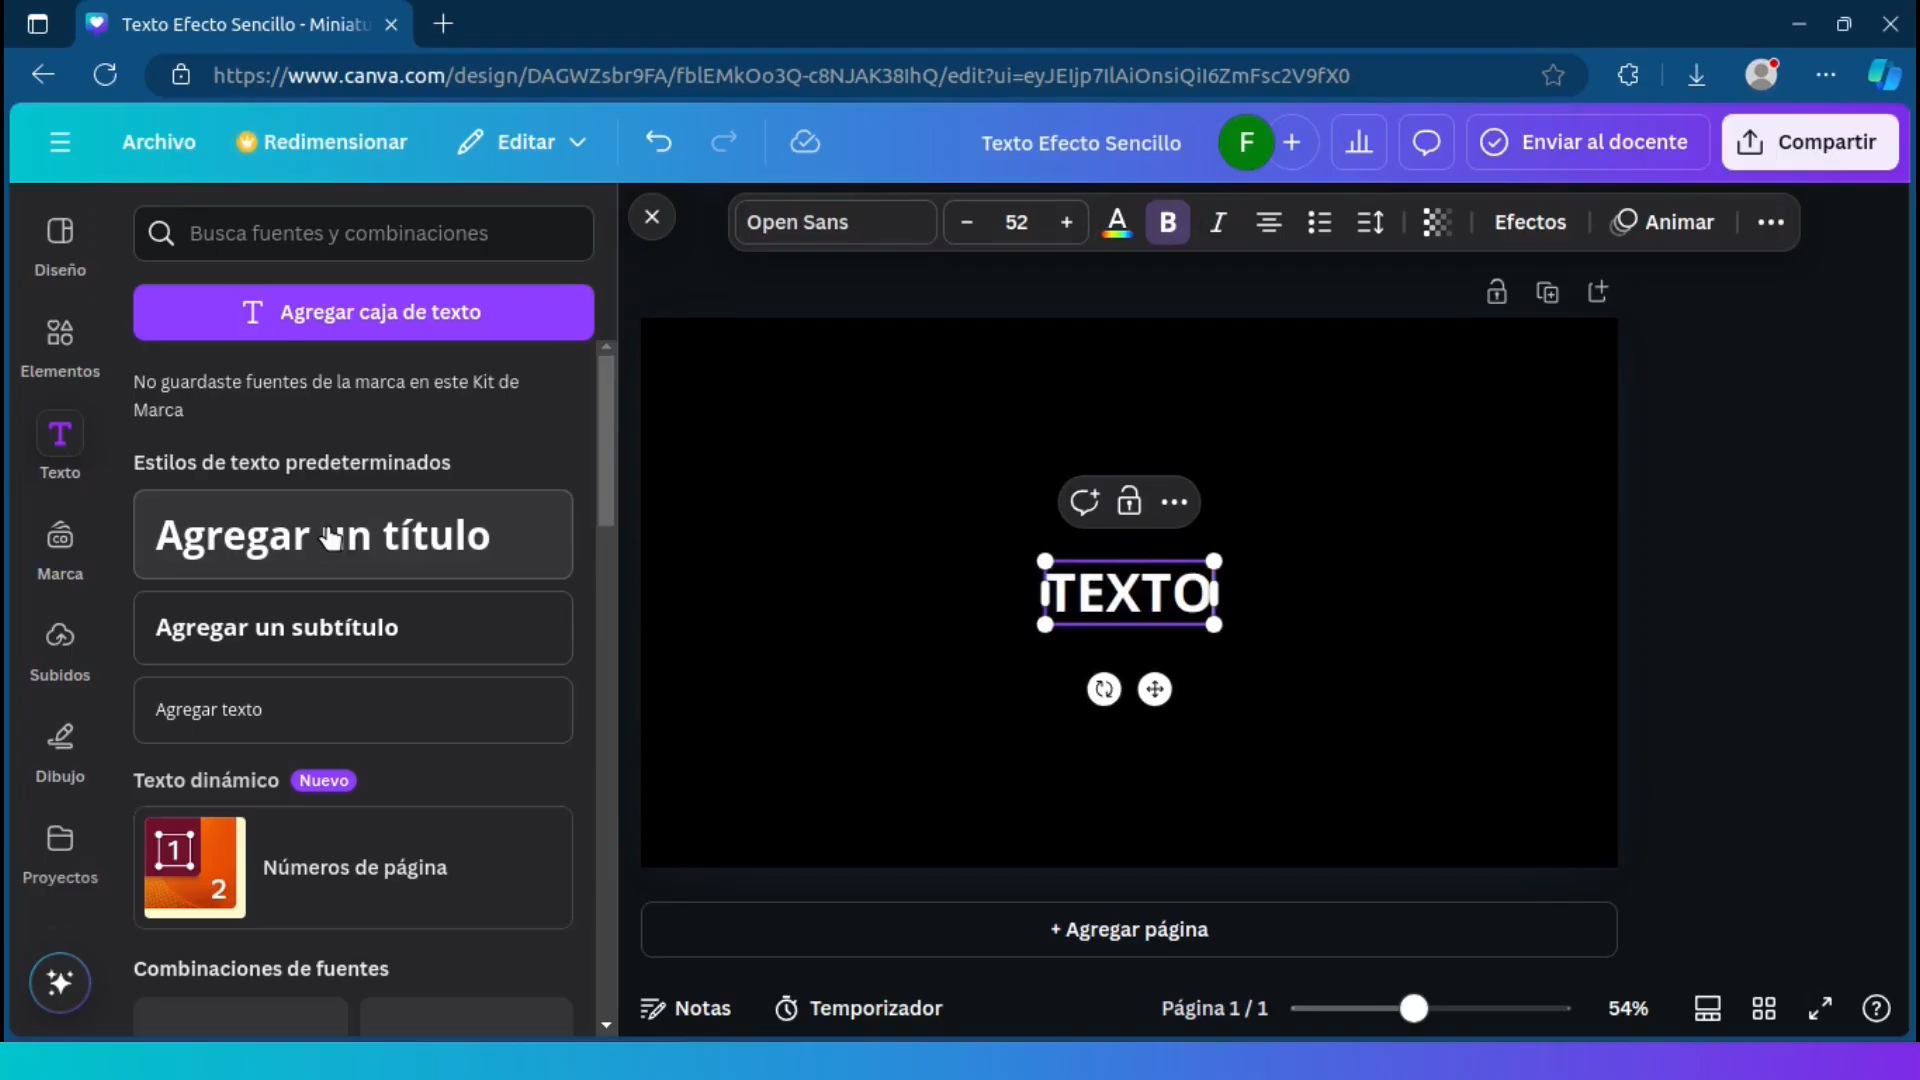 Texto Efecto Sencillo - Miniatu
https://www.canva.com/design/DAGWZsbr9FA/fblEMkOo3Q-c8NJAK38IhQ/edit?ui=eyJEIjp7IlAiOnsiQiI6ZmFsc2V9fX0
Archivo
Redimensionar
Editar
Texto Efecto Sencillo
F
Enviar al docente
Compartir
Diseño
Elementos
Texto
Marca
Subidos
Dibujo
Proyectos
Busca fuentes y combinaciones
Agregar caja de texto
No guardaste fuentes de la marca en este Kit de
Marca
Estilos de texto predeterminados
Agregar un título
Agregar un subtítulo
Agregar texto
Texto dinámico Nuevo
1
2
Números de página
Combinaciones de fuentes
Open Sans
- 52 +
A
B
I
Efectos
Animar
TEXTO
+ Agregar página
Notas
Temporizador
Página 1 / 1
54%